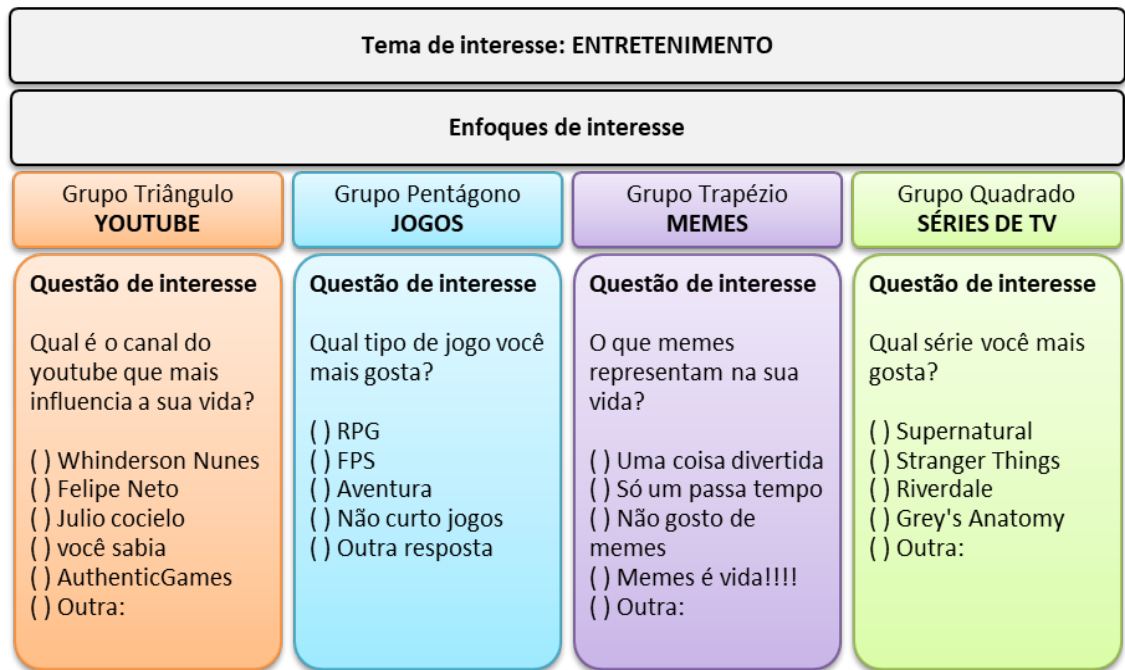 Tema de interesse: ENTRETENIMENTO
Enfoques de interesse
Grupo Triângulo
YOUTUBE
Questão de interesse
Qual é o canal do
youtube que mais
influencia a sua vida?
( ) Whinderson Nunes
( ) Felipe Neto
( ) Julio cocielo
( ) você sabia
( ) AuthenticGames
( ) Outra:
Grupo Pentágono
JOGOS
Questão de interesse
Qual tipo de jogo você
mais gosta?
( ) RPG
( ) FPS
( ) Aventura
( ) Não curto jogos
( ) Outra resposta
Grupo Trapézio
MEMES
Questão de interesse
O que memes
representam na sua
vida?
( ) Uma coisa divertida
( ) Só um passa tempo
( ) Não gosto de
memes
( ) Memes é vida!!!!
( ) Outra:
Grupo Quadrado
SÉRIES DE TV
Questão de interesse
Qual série você mais
gosta?
( ) Supernatural
( ) Stranger Things
( ) Riverdale
( ) Grey's Anatomy
( ) Outra: